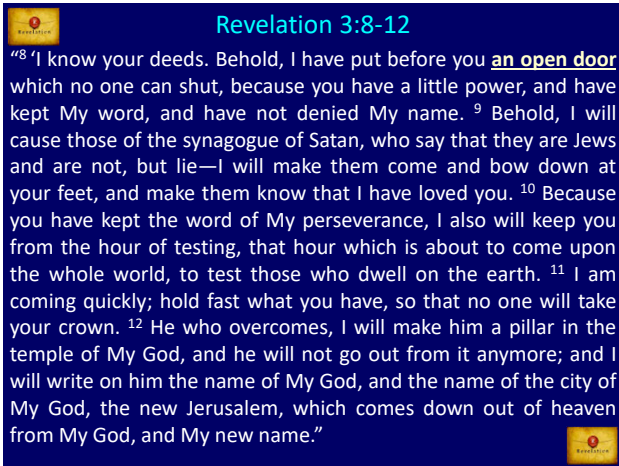 Revelation
Revelation 3:8-12
“8 ‘I know your deeds. Behold, I have put before you an open door
which no one can shut, because you have a little power, and have
kept My word, and have not denied My name. 9 Behold, I will
cause those of the synagogue of Satan, who say that they are Jews
and are not, but lie—I will make them come and bow down at
your feet, and make them know that I have loved you. 10 Because
you have kept the word of My perseverance, I also will keep you
from the hour of testing, that hour which is about to come upon
the whole world, to test those who dwell on the earth. 11 I am
coming quickly; hold fast what you have, so that no one will take
your crown. 12 He who overcomes, I will make him a pillar in the
temple of My God, and he will not go out from it anymore; and I
will write on him the name of My God, and the name of the city of
My God, the new Jerusalem, which comes down out of heaven
from My God, and My new name.”
Revelation